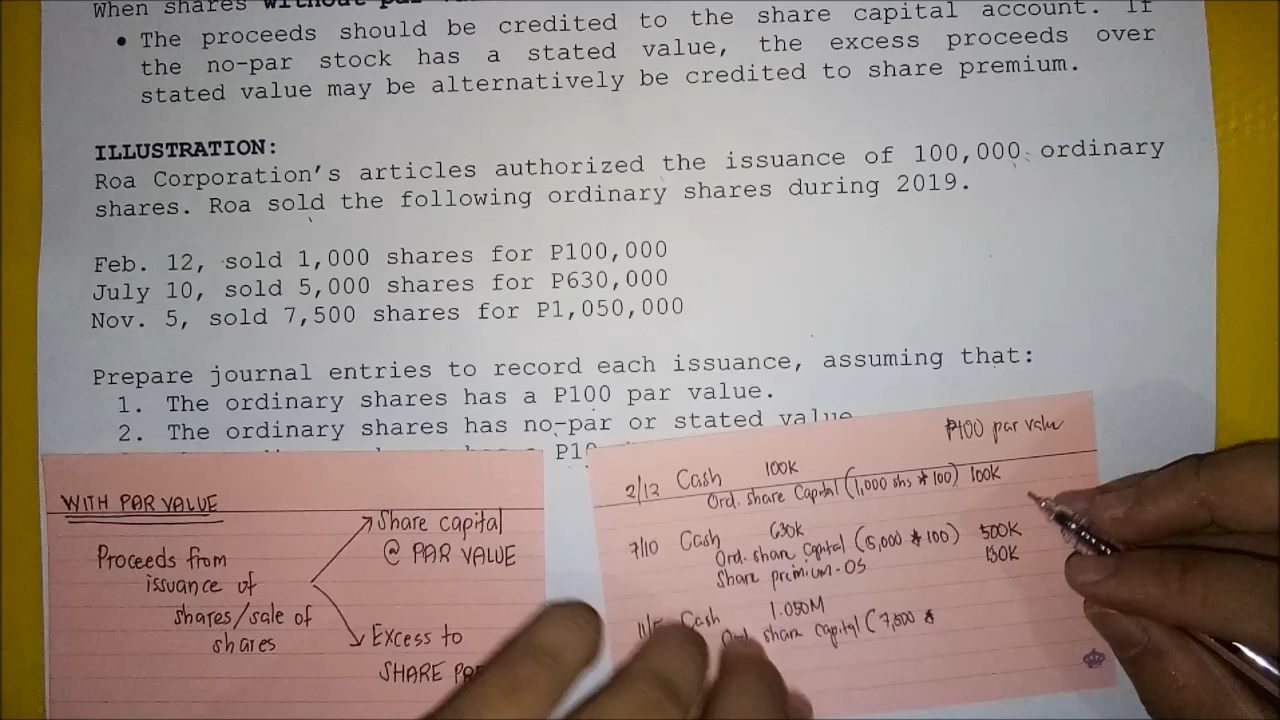 When shares without par
• The proceeds should be credited to the share capital account. If
the no-par stock has a stated value, the excess proceeds over
stated value may be alternatively be credited to share premium.
ILLUSTRATION:
Roa Corporation's articles authorized the issuance of 100,000 ordinary
shares. Roa sold the following ordinary shares during 2019.
Feb. 12, sold 1,000 shares for P100,000
July 10, sold 5,000 shares for P630,000
Nov. 5, sold 7,500 shares for P1,050,000
Prepare journal entries to record each issuance, assuming that:
1. The ordinary shares has a P100 par value.
2. The ordinary shares has no-par or stated value
P10
WITH PAR VALUE
Proceeds from
issuance of
shares/sale of
shares
Share capital
@ PAR VALUE
Excess to
SHARE
₱100 par value
2/12 Cash 100K
Ord. share Capital (1,000 shs * 100) 100K
7/10 Cash 630K
Ord. share capital (5,000 * 100) 500K
Share premium-OS 130K
11/5 Cash 1.050M
Ord. share capital (7,500 *